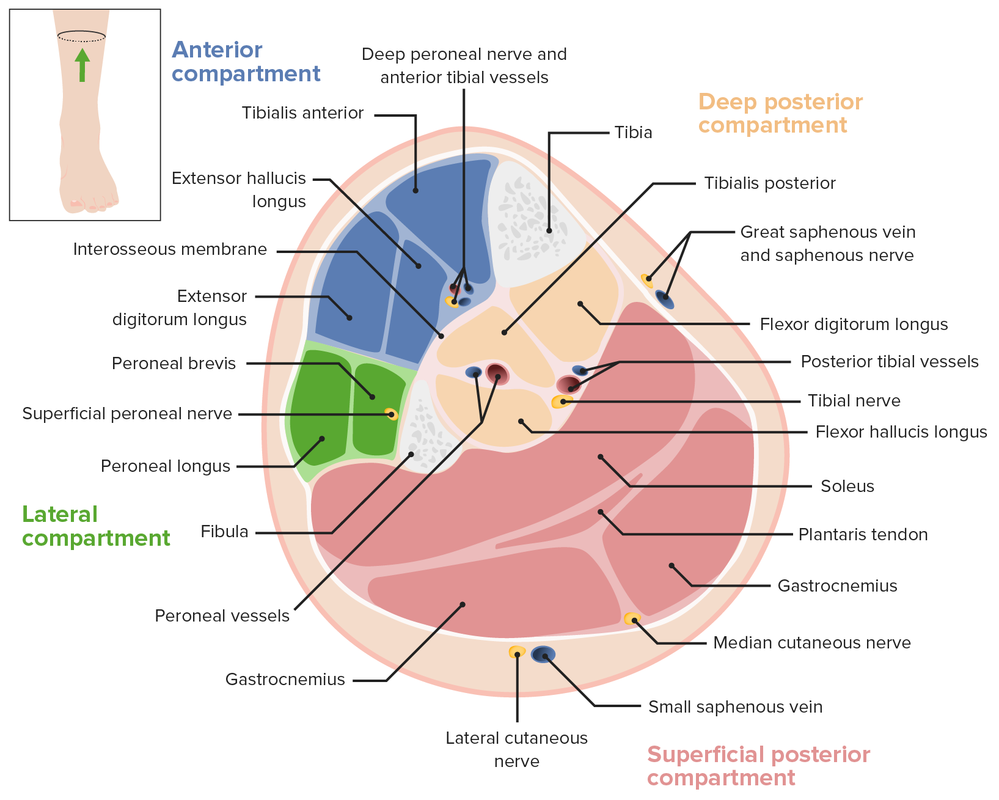 Anterior
compartment
Deep peroneal nerve and
anterior tibial vessels
Deep posterior
compartment
Tibialis anterior
Tibia
Extensor hallucis
longus
Tibialis posterior
Interosseous membrane
Great saphenous vein
and saphenous nerve
Extensor
digitorum longus
Flexor digitorum longus
Peroneal brevis
Posterior tibial vessels
Superficial peroneal nerve
Tibial nerve
Flexor hallucis longus
Peroneal longus
Soleus
Lateral
compartment
Fibula
Plantaris tendon
Gastrocnemius
Peroneal vessels
Median cutaneous nerve
Gastrocnemius
Small saphenous vein
Lateral cutaneous
nerve
Superficial posterior
compartment